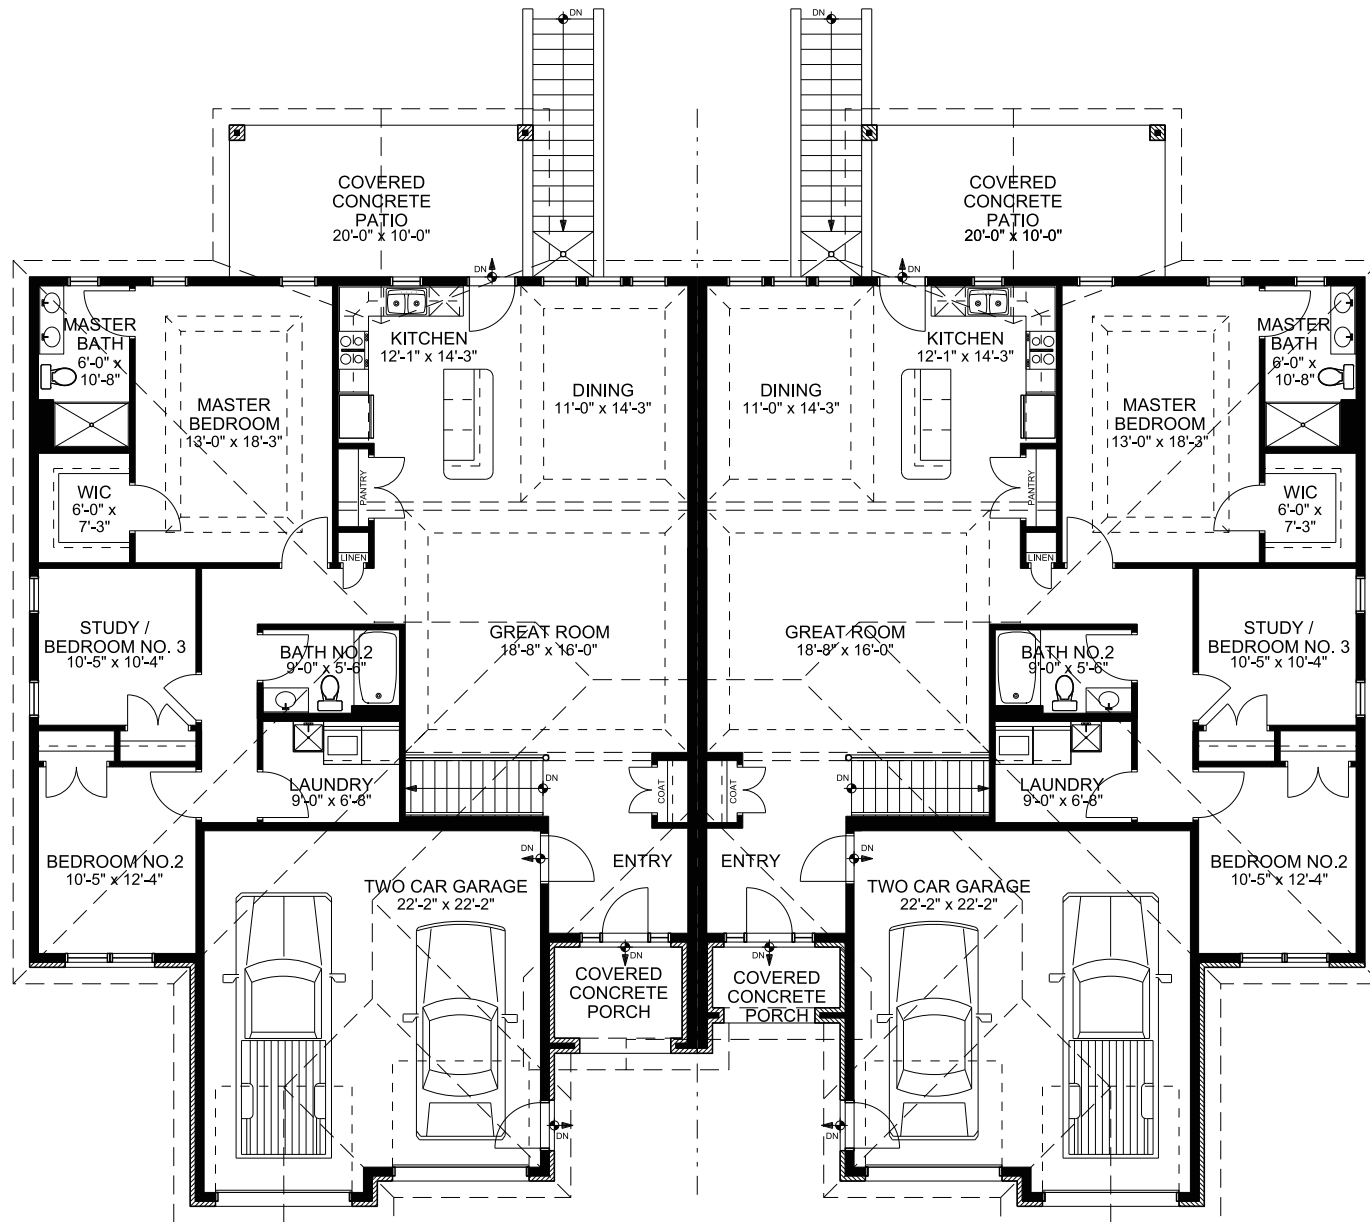 DN
DN
COVERED
CONCRETE
PATIO
20'-0" x 10'-0"
COVERED
CONCRETE
PATIO
20'-0" x 10'-0"
DN
DN
MASTER
BATH
6'-0" x
10'-8"
KITCHEN
12'-1" x 14'-3"
DINING
11'-0" x 14'-3"
DINING
11'-0" x 14'-3"
KITCHEN
12'-1" x 14'-3"
MASTER
BATH
6'-0" x
10'-8"
MASTER
BEDROOM
13'-0" x 18'-3"
MASTER
BEDROOM
13'-0" x 18'-3"
WIC
6'-0" x
7'-3"
PANTRY
PANTRY
WIC
6'-0" x
7'-3"
LINEN
LINEN
STUDY /
BEDROOM NO. 3
10'-5" x 10'-4"
BATH NO.2
9'-0" x 5'-6"
GREAT ROOM
18'-8" x 16'-0"
GREAT ROOM
18'-8" x 16'-0"
BATH NO.2
9'-0" x 5'-6"
STUDY /
BEDROOM NO. 3
10'-5" x 10'-4"
LAUNDRY
9'-0" x 6'-8"
DN
COAT
COAT
DN
LAUNDRY
9'-0" x 6'-8"
BEDROOM NO.2
10'-5" x 12'-4"
DN
ENTRY
ENTRY
DN
BEDROOM NO.2
10'-5" x 12'-4"
TWO CAR GARAGE
22'-2" x 22'-2"
TWO CAR GARAGE
22'-2" x 22'-2"
DN
DN
COVERED
CONCRETE
PORCH
COVERED
CONCRETE
PORCH
DN
DN